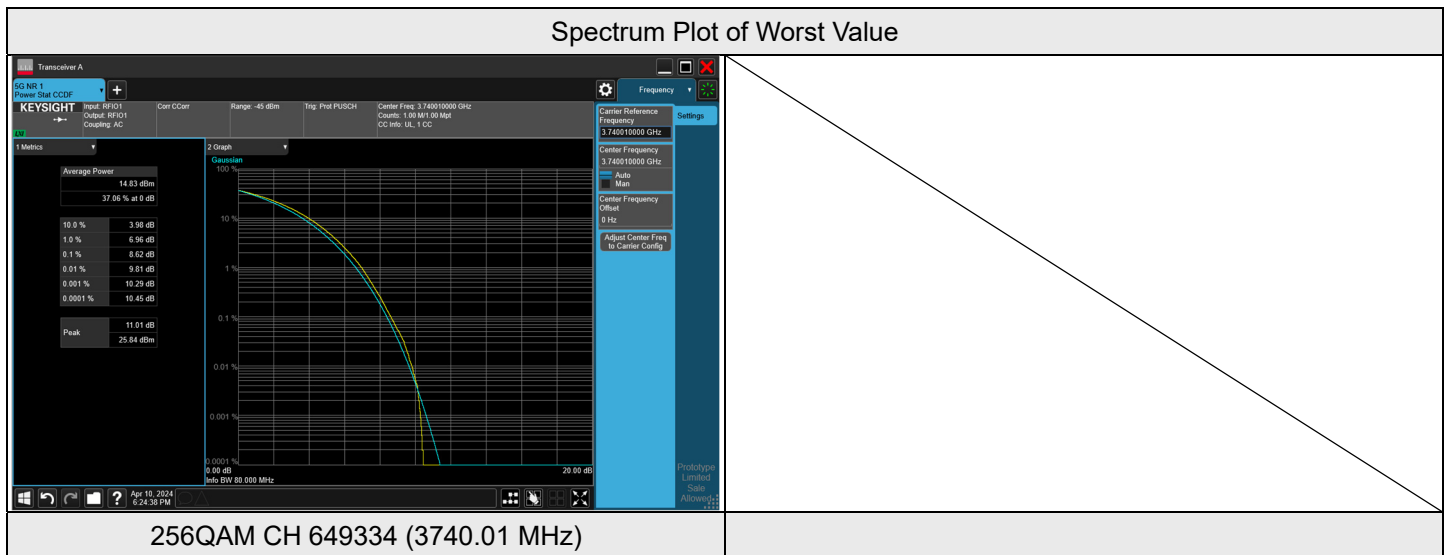 Spectrum Plot of Worst Value
Transceiver A
5G NR 1
Power Stat CCDF
+
Frequency
KEYSIGHT
Input: RFIO1
Output: RFIO1
Coupling: AC
Corr CCorr
Range: -45 dBm
Trig: Prot PUSCH
Center Freq: 3.740010000 GHz
Counts: 1.00 M/1.00 Mpt
CC Info: UL, 1 CC
1 Metrics
Average Power
14.83 dBm
37.06 % at 0 dB
10.0 % 3.98 dB
1.0 % 6.96 dB
0.1 % 8.62 dB
0.01 % 9.81 dB
0.001 % 10.29 dB
0.0001 % 10.45 dB
Peak 11.01 dB
25.84 dBm
2 Graph
Gaussian
100 %
10 %
1 %
0.1 %
0.01 %
0.001 %
0.0001 %
0.00 dB 20.00 dB
Info BW 80.000 MHz
Carrier Reference
Frequency
3.740010000 GHz
Center Frequency
3.740010000 GHz
Auto
Man
Center Frequency
Offset
0 Hz
Adjust Center Freq
to Carrier Config
Settings
Prototype
Limited
Sale
Allowed
?
Apr 10, 2024
6:24:38 PM
256QAM CH 649334 (3740.01 MHz)